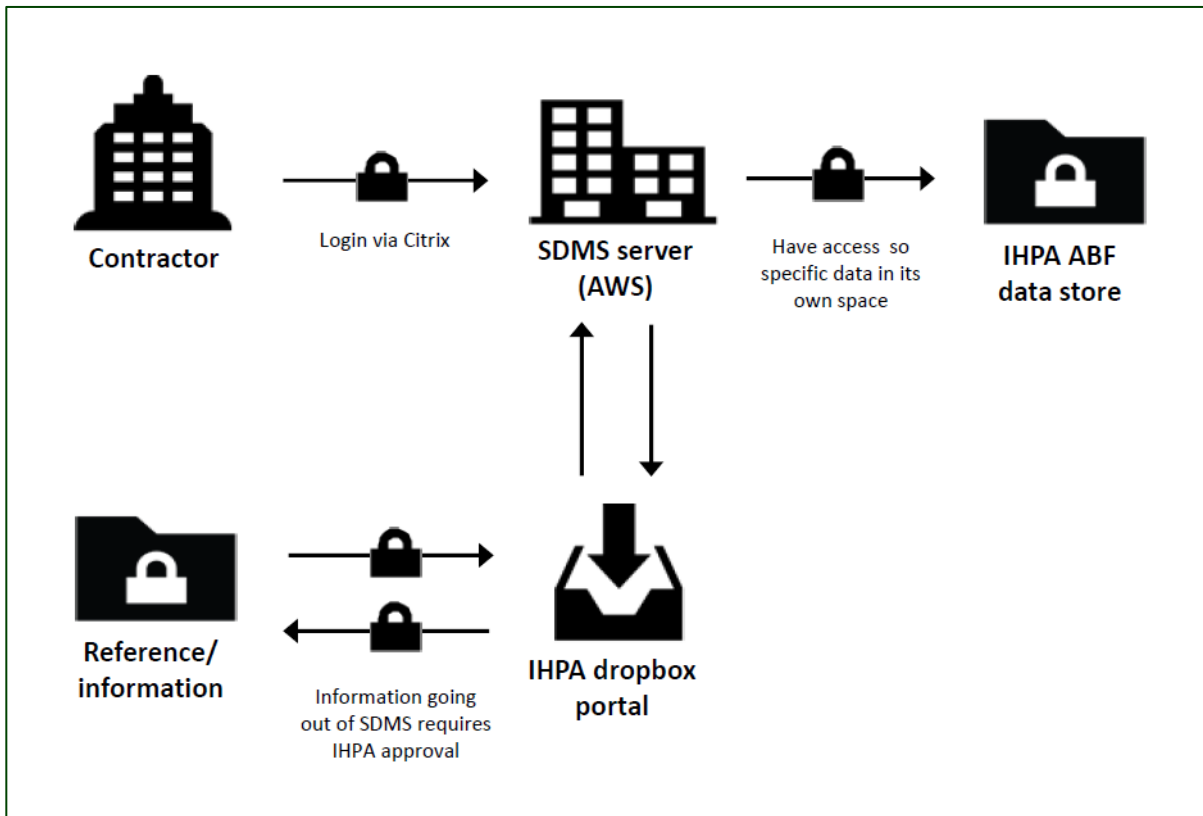 Contractor
Login via Citrix
SDMS server
(AWS)
Have access so
specific data in its
own space
IHPA ABF
data store
Reference/
information
Information going
out of SDMS requires
IHPA approval
IHPA dropbox
portal